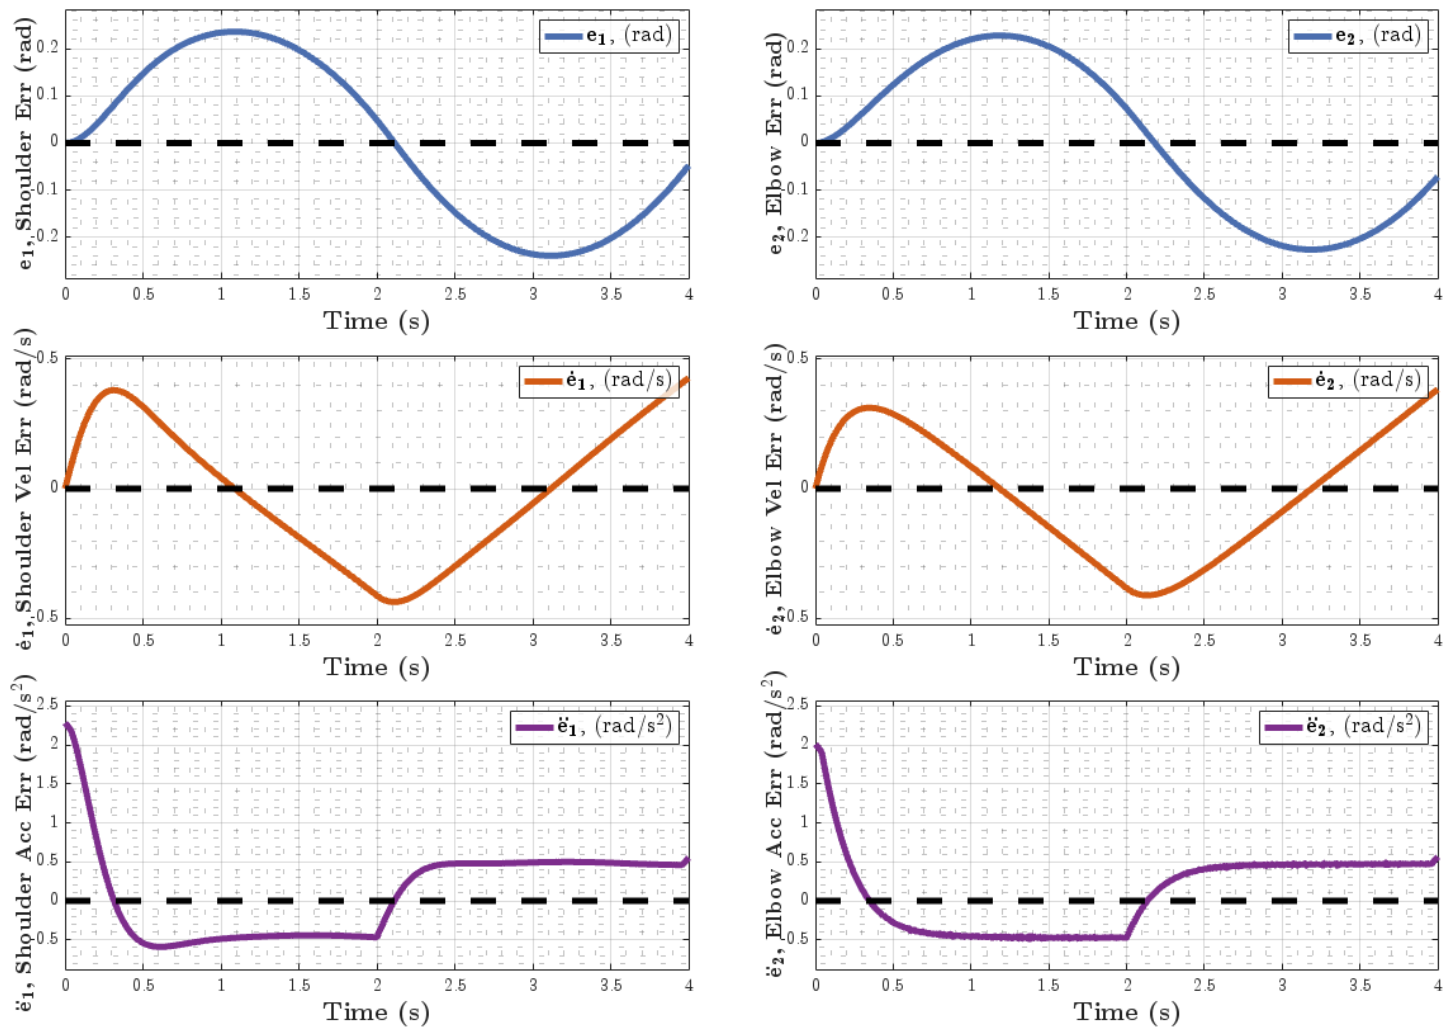 e1, Shoulder Err (rad)
0.2
0.1
0
-0.1
-0.2
e1, (rad)
0 0.5 1 1.5 2 2.5 3 3.5 4
Time (s)
e2, Elbow Err (rad)
0.2
0.1
0
0.1
0.2
e2, (rad)
0 0.5 1 1.5 2 2.5 3 3.5 4
Time (s)
ė1, Shoulder Vel Err (rad/s)
0.5
0
-0.5
ė1, (rad/s)
0 0.5 1 1.5 2 2.5 3 3.5 4
Time (s)
ė2, Elbow Vel Err (rad/s)
0.5
0
0.5
ė2, (rad/s)
0 0.5 1 1.5 2 2.5 3 3.5 4
Time (s)
ë1, Shoulder Acc Err (rad/s²)
2.5
2
1.5
1
0.5
0
0.5
ë1, (rad/s²)
0 0.5 1 1.5 2 2.5 3 3.5 4
Time (s)
ë2, Elbow Acc Err (rad/s²)
2.5
2
1.5
1
0.5
0
0.5
ë2, (rad/s²)
0 0.5 1 1.5 2 2.5 3 3.5 4
Time (s)